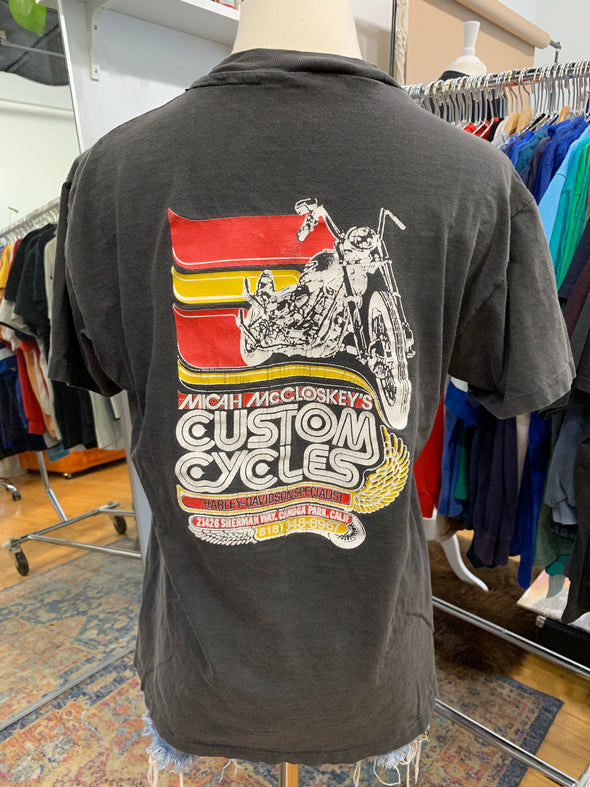 MICAH McCLOSKEY'S
CUSTOM
CYCLES
HARLEY-DAVIDSON SPECIALIST
21426 SHERMAN WAY, CANOGA PARK, CALIF.
(818) 348-8967